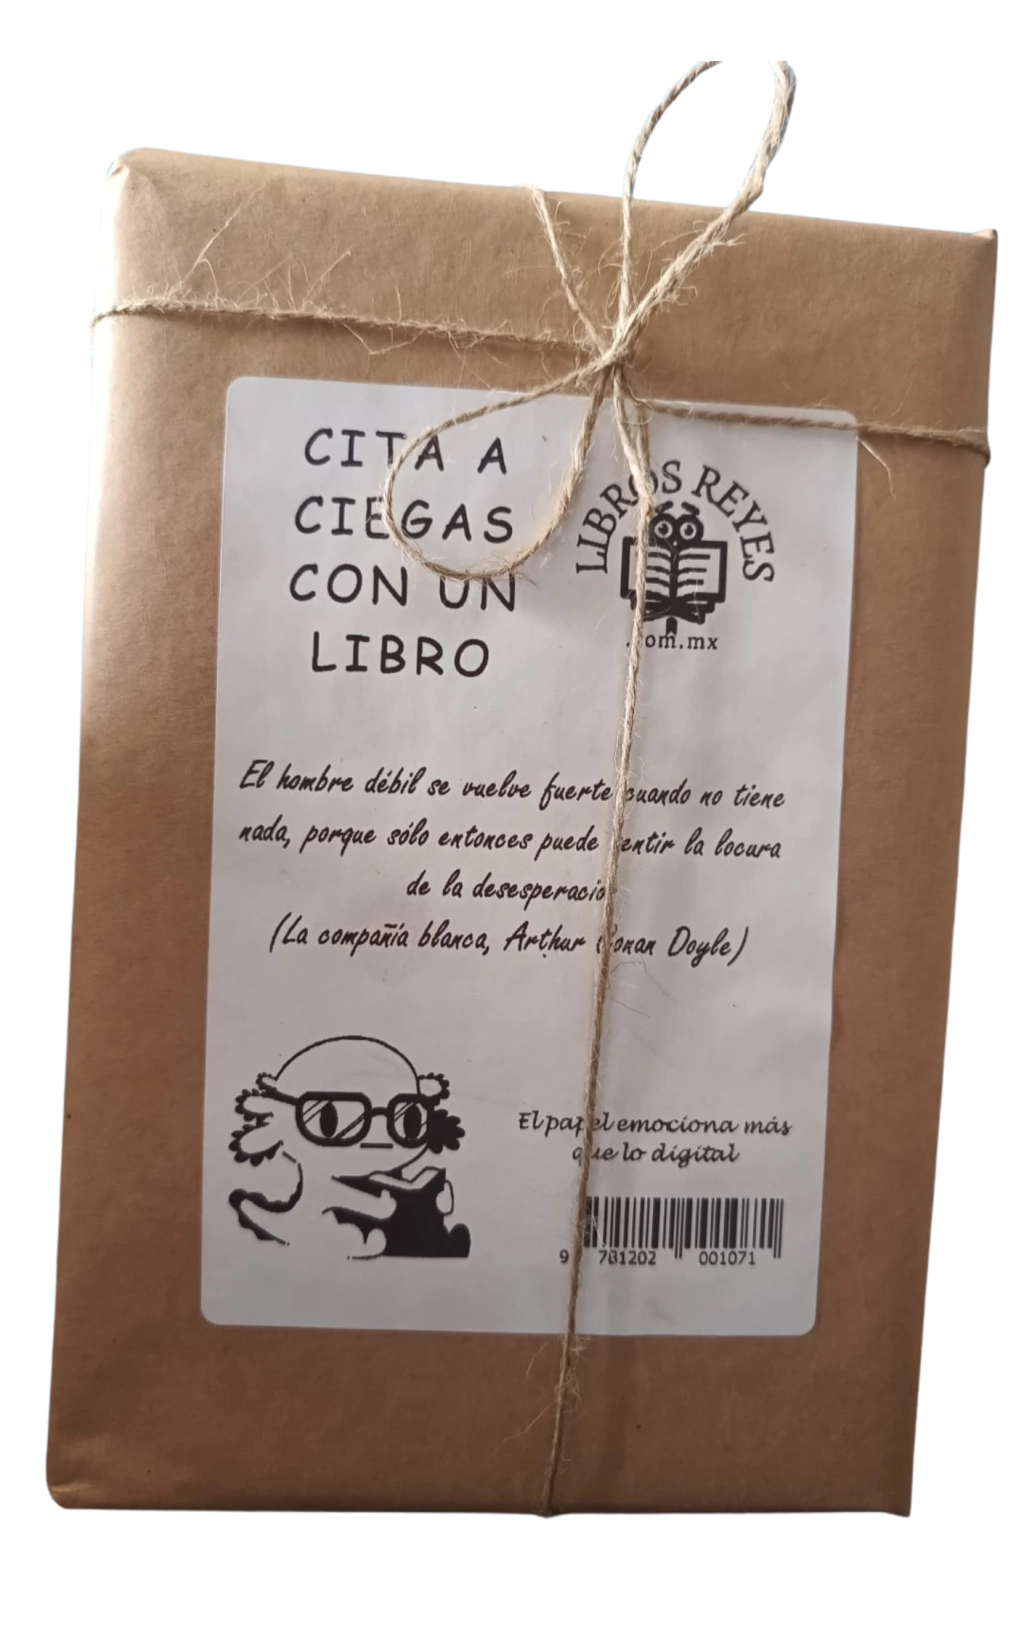 CITA A
CIEGAS
CON UN
LIBRO
LIBROS REYES
.com.mx
El hombre débil se vuelve fuerte cuando no tiene
nada, porque sólo entonces puede sentir la locura
de la desesperación
(La compañía blanca, Arthur Conan Doyle)
El papel emociona más
que lo digital
9 781202 001071